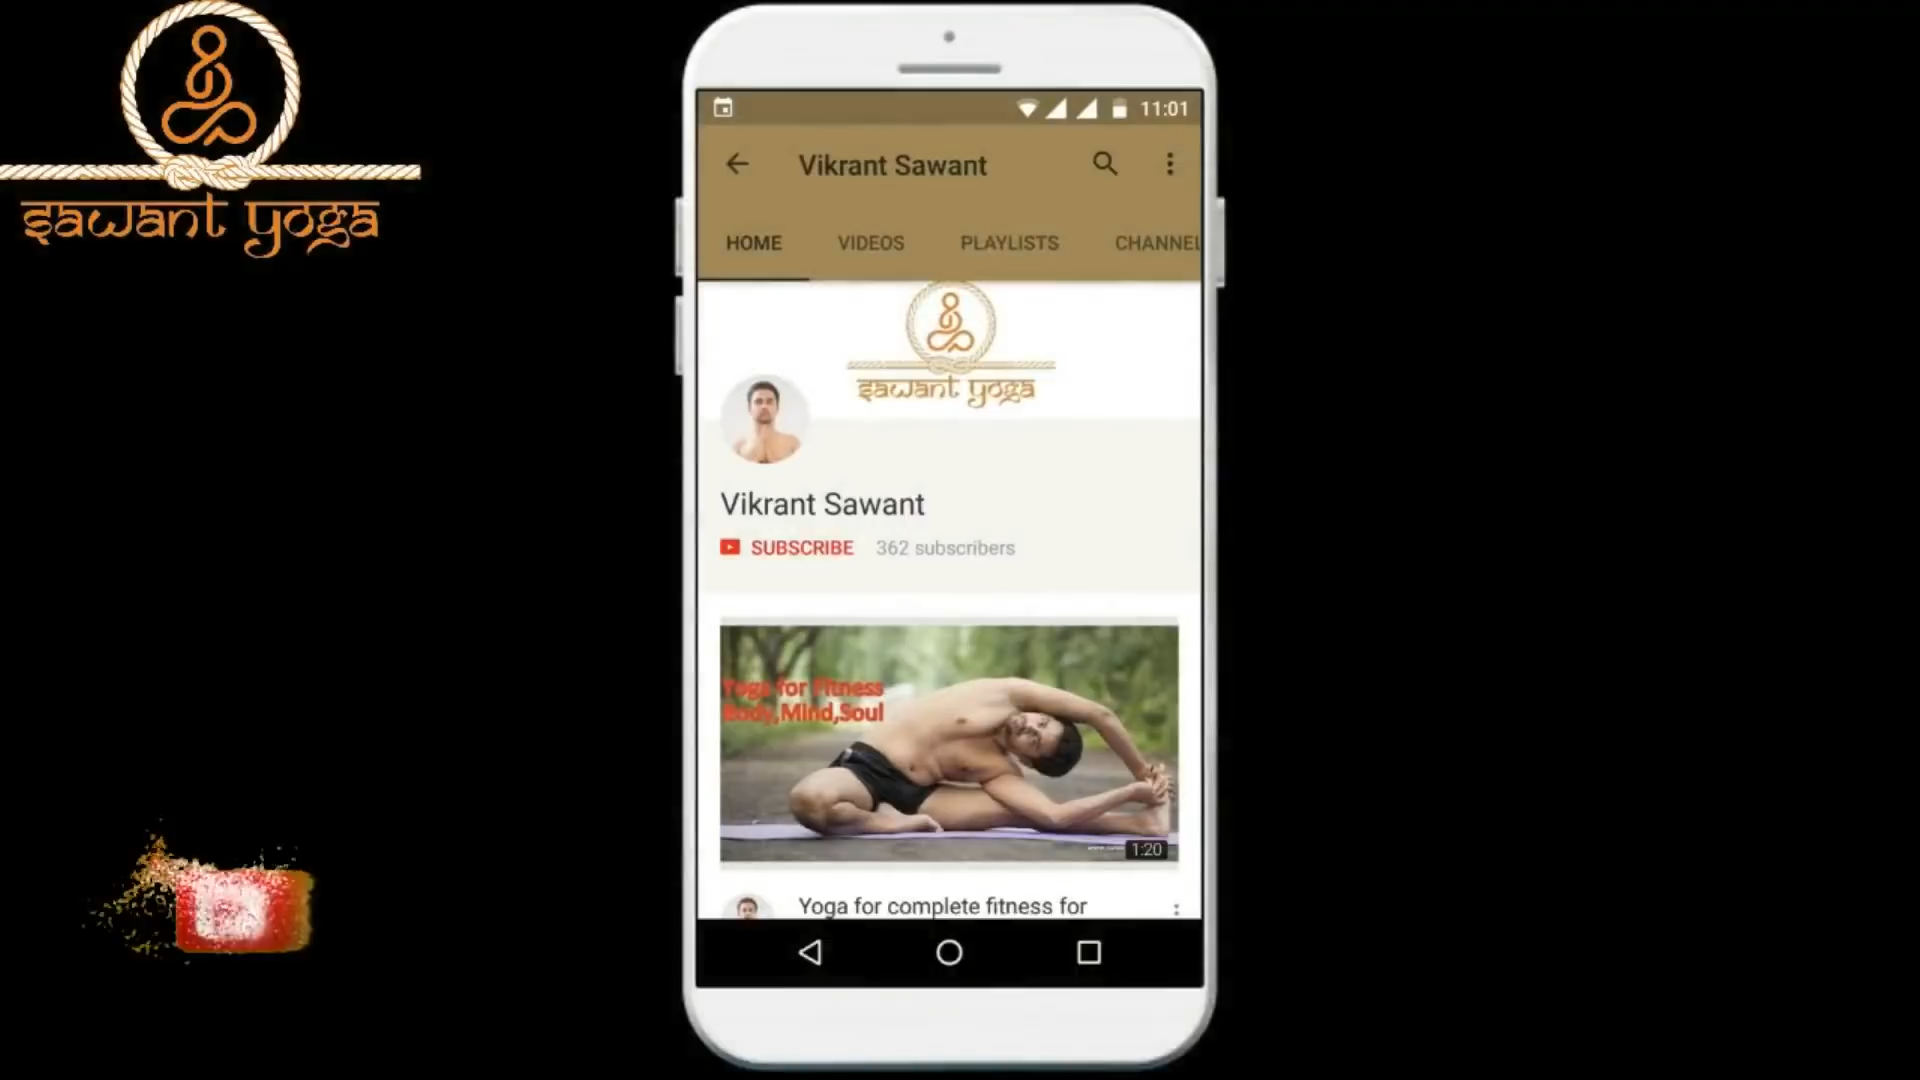 sawant yoga
11:01
Vikrant Sawant
HOME VIDEOS PLAYLISTS CHANNEL
sawant yoga
Vikrant Sawant
SUBSCRIBE 362 subscribers
Yoga for Fitness
Body,Mind,Soul
1:20
Yoga for complete fitness for